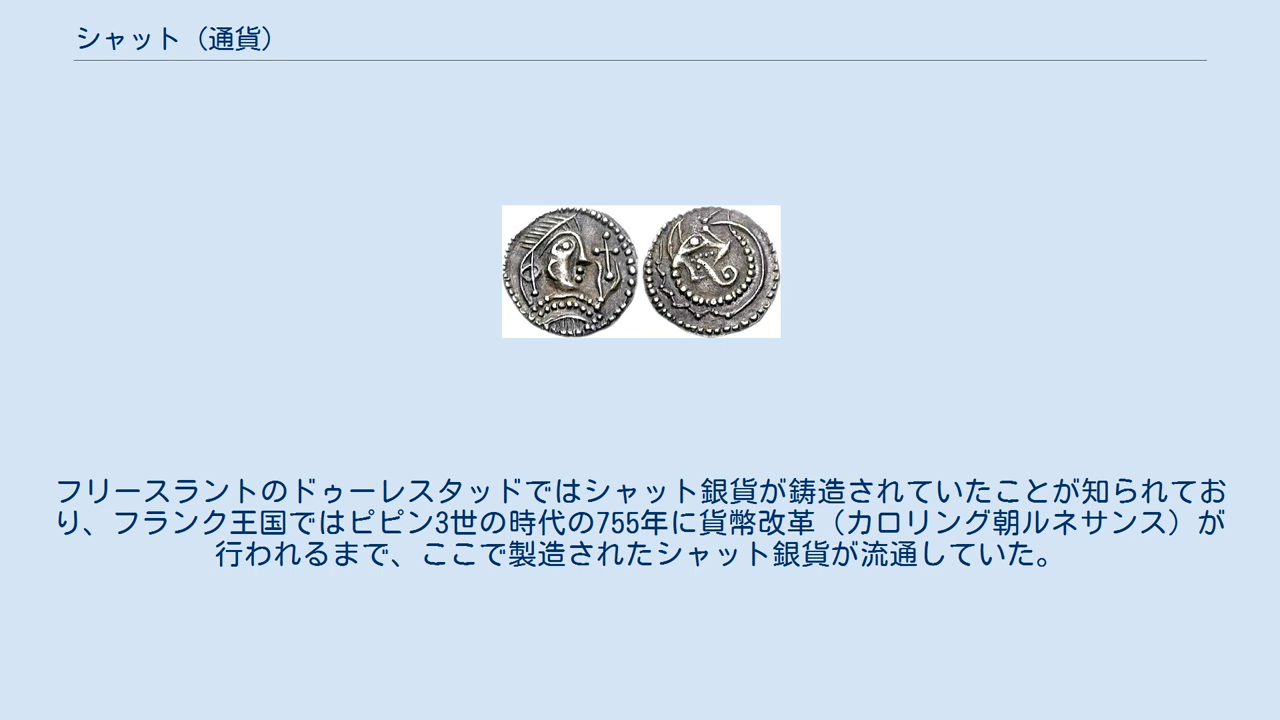 シャット（通貨）
フリースラントのドゥーレスタッドではシャット銀貨が鋳造されていたことが知られてお
り、フランク王国ではピピン3世の時代の755年に貨幣改革（カロリング朝ルネサンス）が
行われるまで、ここで製造されたシャット銀貨が流通していた。